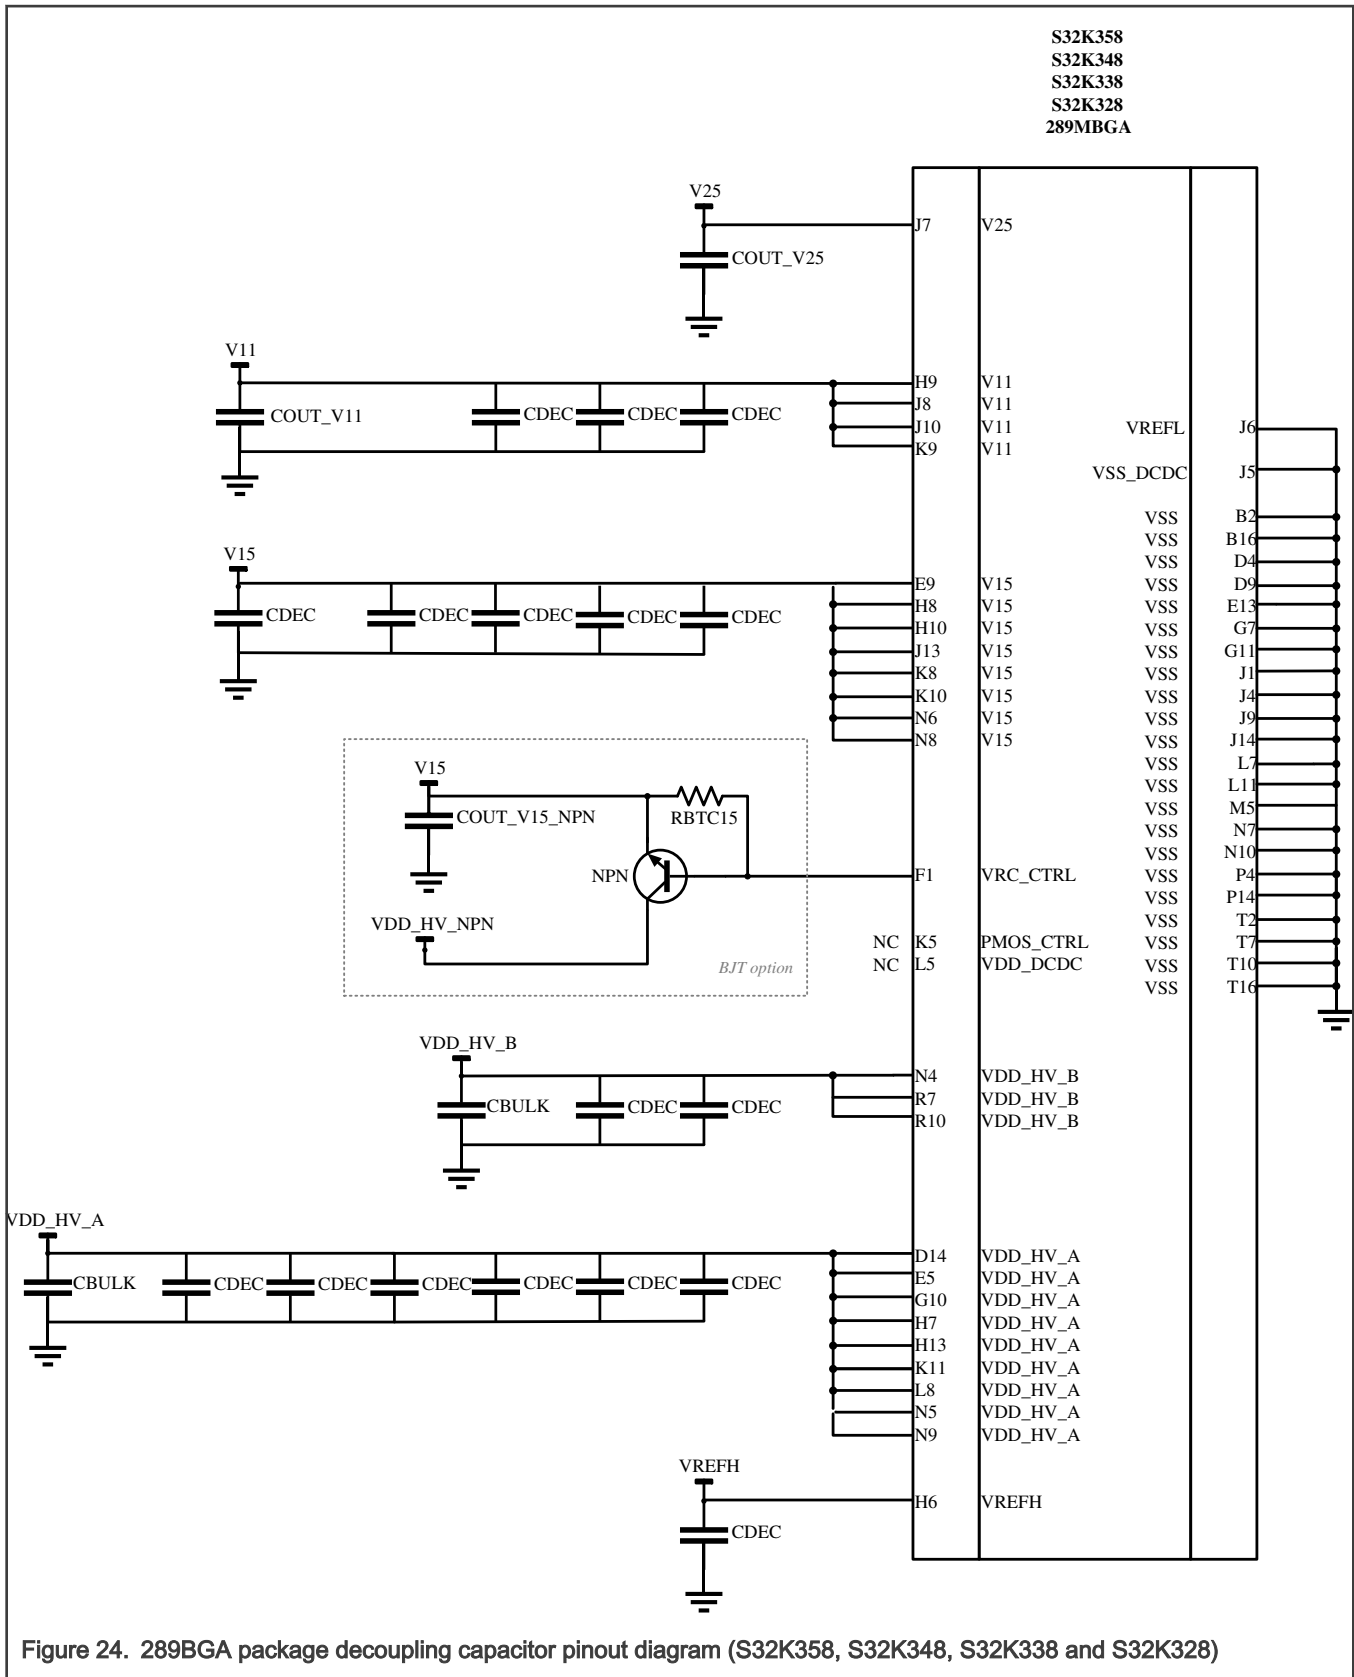 S32K358
S32K348
S32K338
S32K328
289MBGA
V25
J7 V25
COUT_V25
V11
COUT_V11 CDEC CDEC CDEC
H9 V11
J8 V11
J10 V11
K9 V11
VREFL J6
VSS_DCDC J5
VSS B2
VSS B16
VSS D4
VSS D9
VSS E13
VSS G7
VSS G11
VSS J1
VSS J4
VSS J9
VSS J14
VSS L7
VSS L11
VSS M5
VSS N7
VSS N10
VSS P4
VSS P14
VSS T2
VSS T7
VSS T10
VSS T16
V15
CDEC CDEC CDEC CDEC CDEC
E9 V15
H8 V15
H10 V15
J13 V15
K8 V15
K10 V15
N6 V15
N8 V15
V15
COUT_V15_NPN RBTC15
NPN
VDD_HV_NPN
BJT option
F1 VRC_CTRL
NC K5 PMOS_CTRL
NC L5 VDD_DCDC
VDD_HV_B
CBULK CDEC CDEC
N4 VDD_HV_B
R7 VDD_HV_B
R10 VDD_HV_B
VDD_HV_A
CBULK CDEC CDEC CDEC CDEC CDEC CDEC
D14 VDD_HV_A
E5 VDD_HV_A
G10 VDD_HV_A
H7 VDD_HV_A
H13 VDD_HV_A
K11 VDD_HV_A
L8 VDD_HV_A
N5 VDD_HV_A
N9 VDD_HV_A
VREFH
H6 VREFH
CDEC
Figure 24. 289BGA package decoupling capacitor pinout diagram (S32K358, S32K348, S32K338 and S32K328)